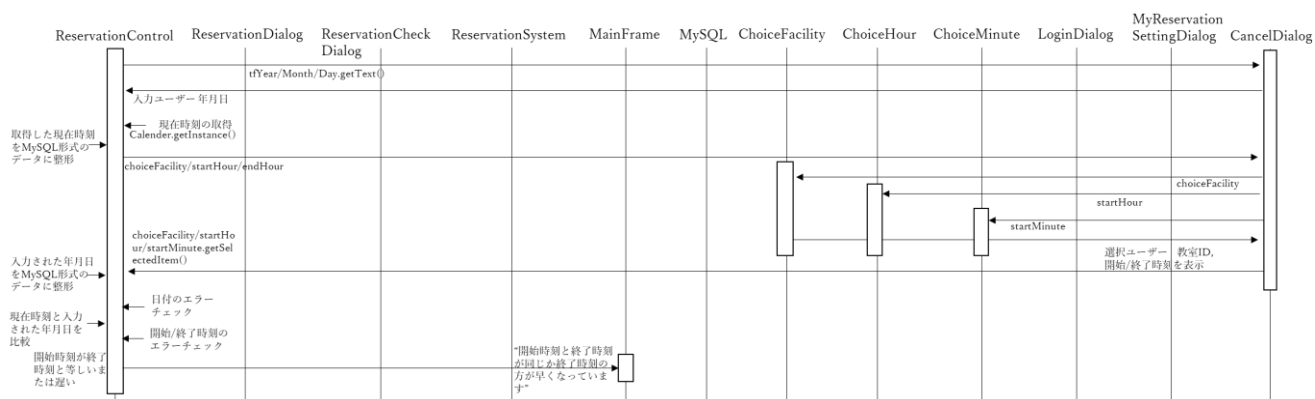 ReservationControl
ReservationDialog
ReservationCheck
Dialog
ReservationSystem
MainFrame
MySQL
ChoiceFacility
ChoiceHour
ChoiceMinute
LoginDialog
MyReservation
SettingDialog
CancelDialog
tfYear/Month/Day.getText()
入力ユーザー 年月日
現在時刻の取得
Calender.getInstance()
取得した現在時刻
をMySQL形式の
データに整形
choiceFacility/startHour/endHour
choiceFacility
startHour
startMinute
choiceFacility/startHo
ur/startMinute.getSel
ectedItem()
選択ユーザー　教室ID,
開始/終了時刻を表示
入力された年月日
をMySQL形式の
データに整形
日付のエラー
チェック
現在時刻と入力
された年月日を
比較
開始/終了時刻の
エラーチェック
開始時刻が終了
時刻と等しいま
たは遅い
"開始時刻と終了時刻
が同じか終了時刻の
方が早くなっていま
す"